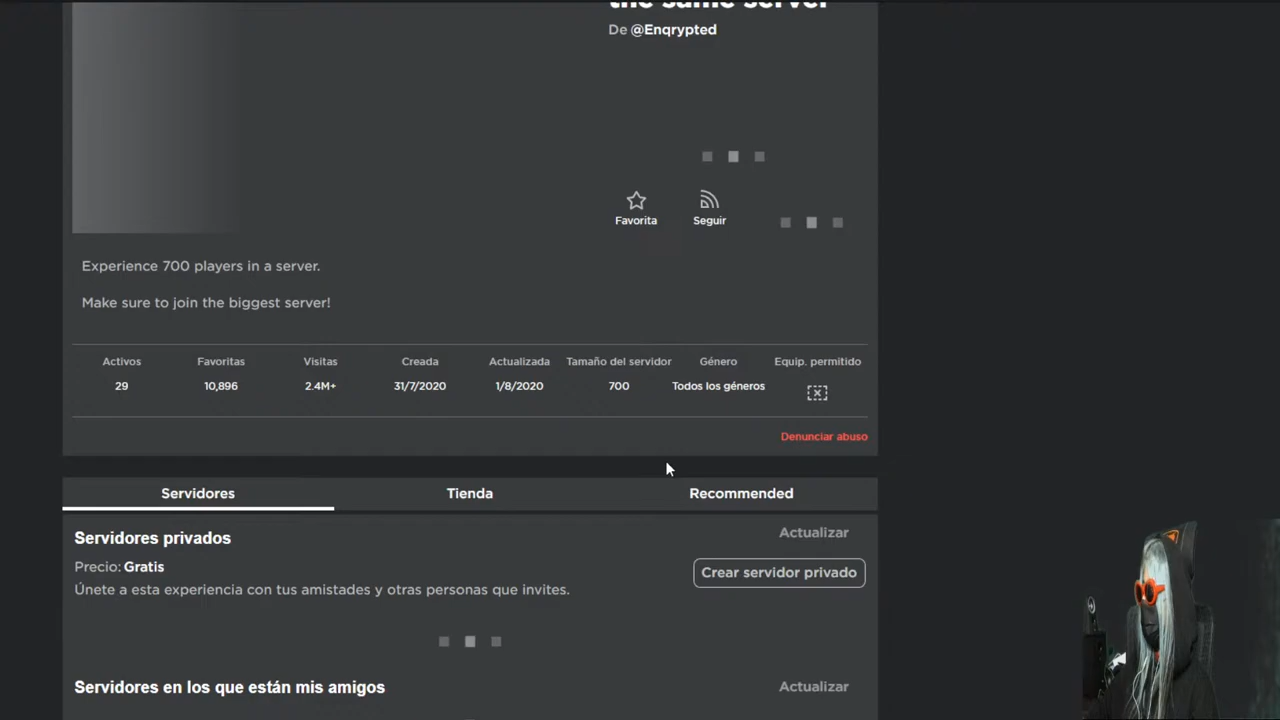 the same server
De @Enqrypted
Favorita
Seguir
Experience 700 players in a server.
Make sure to join the biggest server!
Activos
Favoritas
Visitas
Creada
Actualizada
Tamaño del servidor
Género
Equip. permitido
29
10,896
2.4M+
31/7/2020
1/8/2020
700
Todos los géneros
Denunciar abuso
Servidores
Tienda
Recommended
Servidores privados
Actualizar
Precio: Gratis
Crear servidor privado
Únete a esta experiencia con tus amistades y otras personas que invites.
Servidores en los que están mis amigos
Actualizar